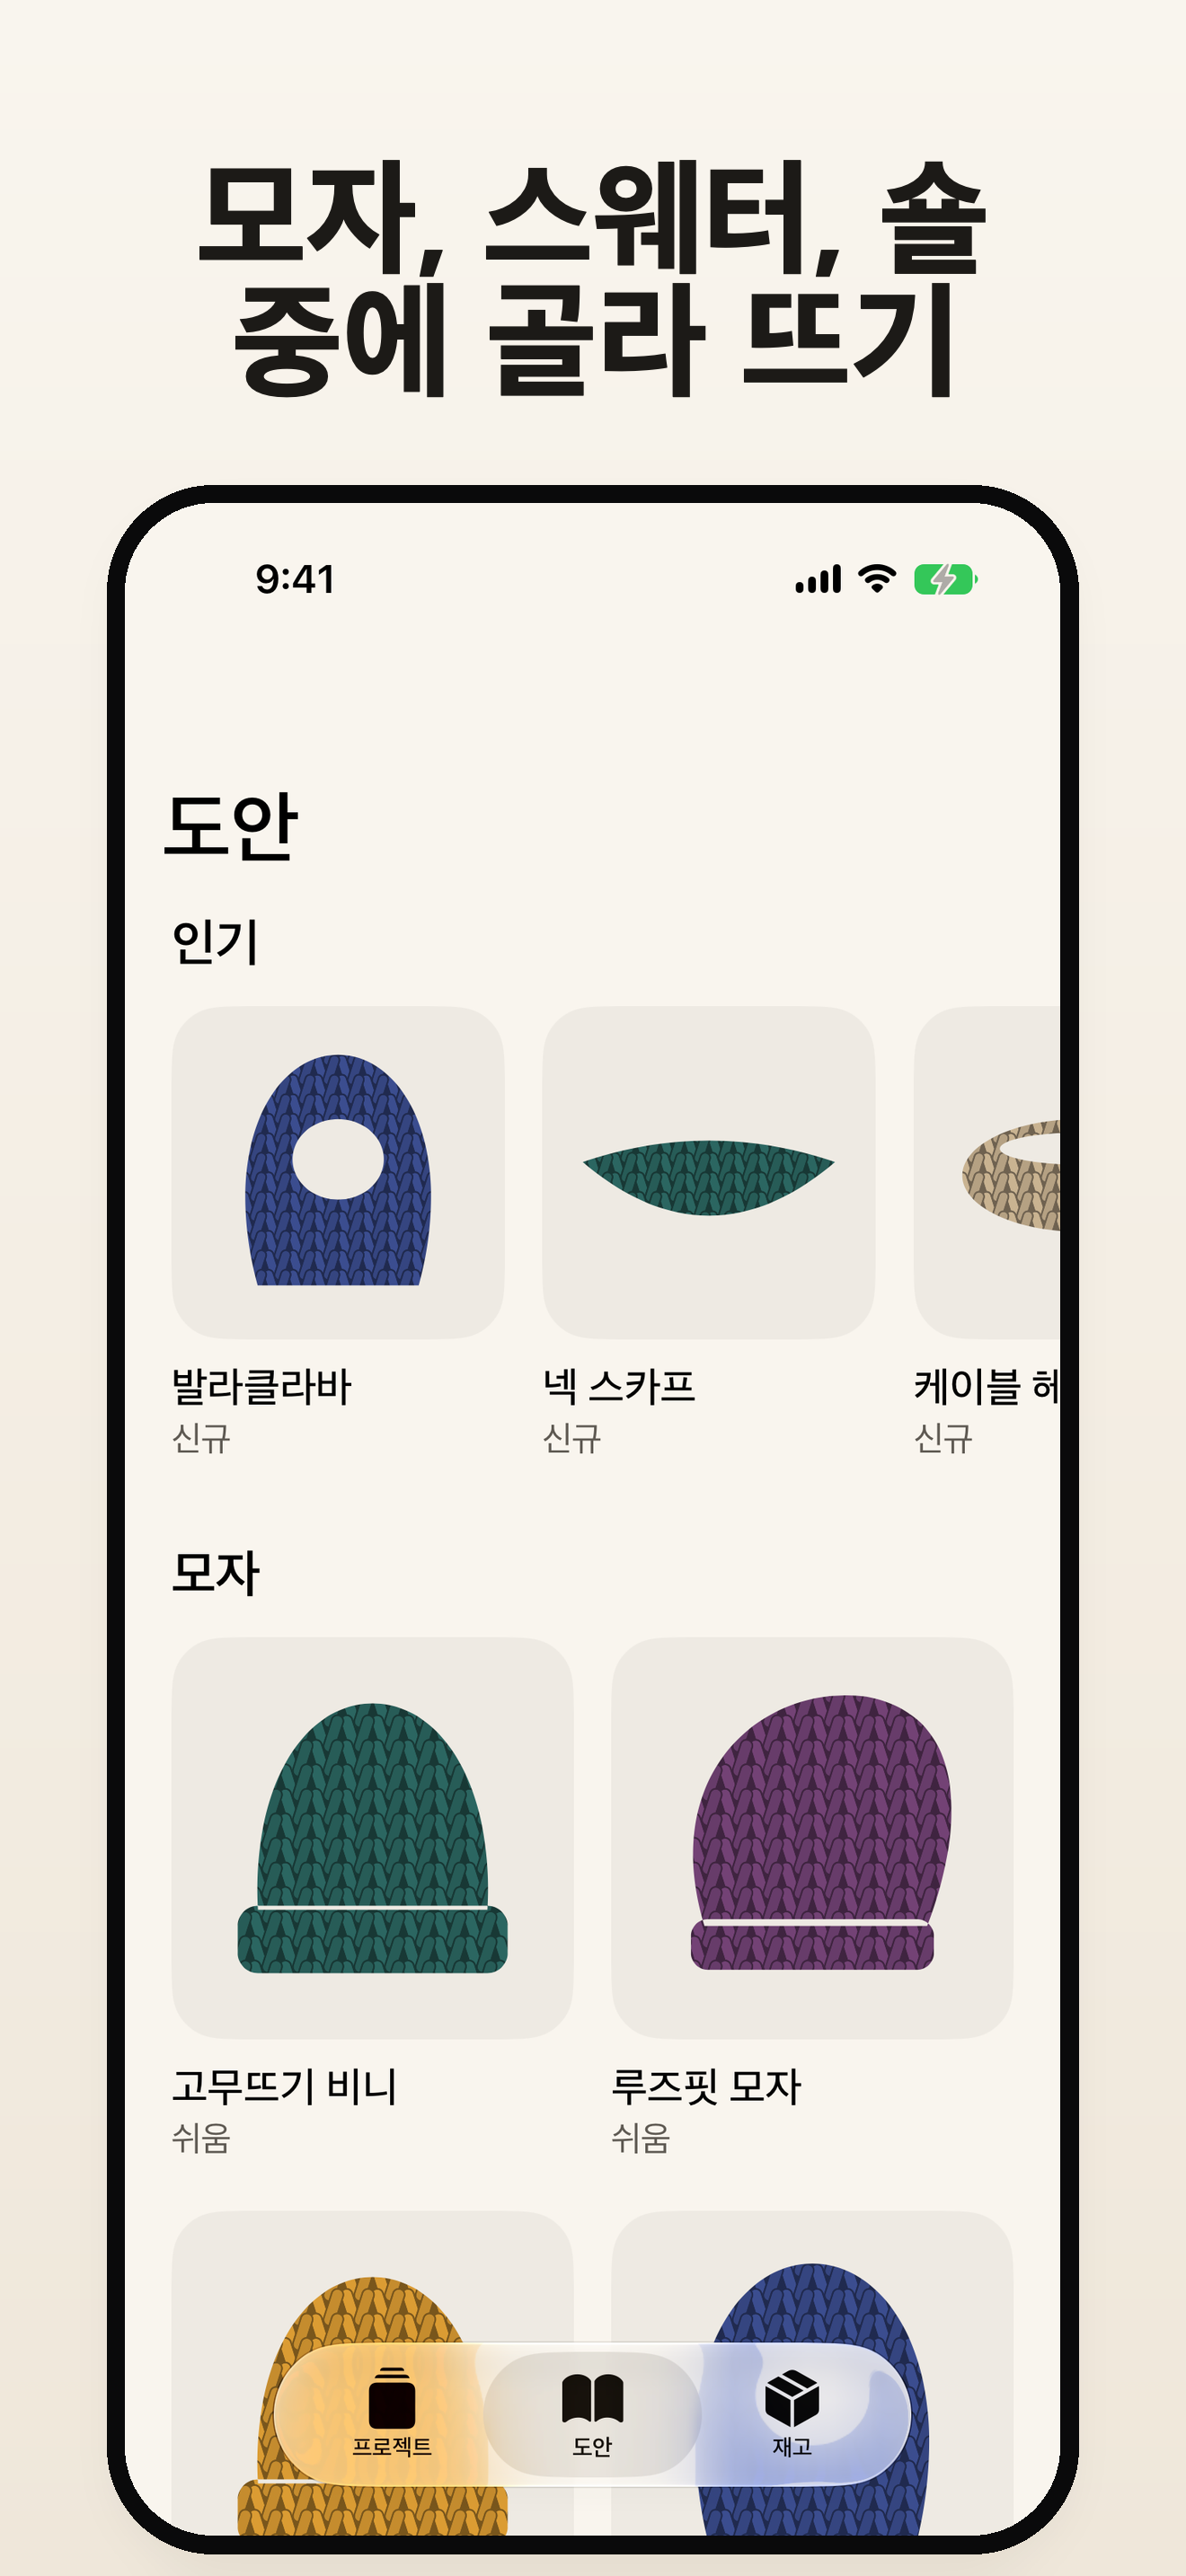 모자, 스웨터, 숄
중에 골라 뜨기
9:41
도안
인기
발라클라바
넥 스카프
케이블
신규
신규
신규
모자
고무뜨기 비니
루즈핏 모자
쉬움
쉬움
프로젝트
도안
재고